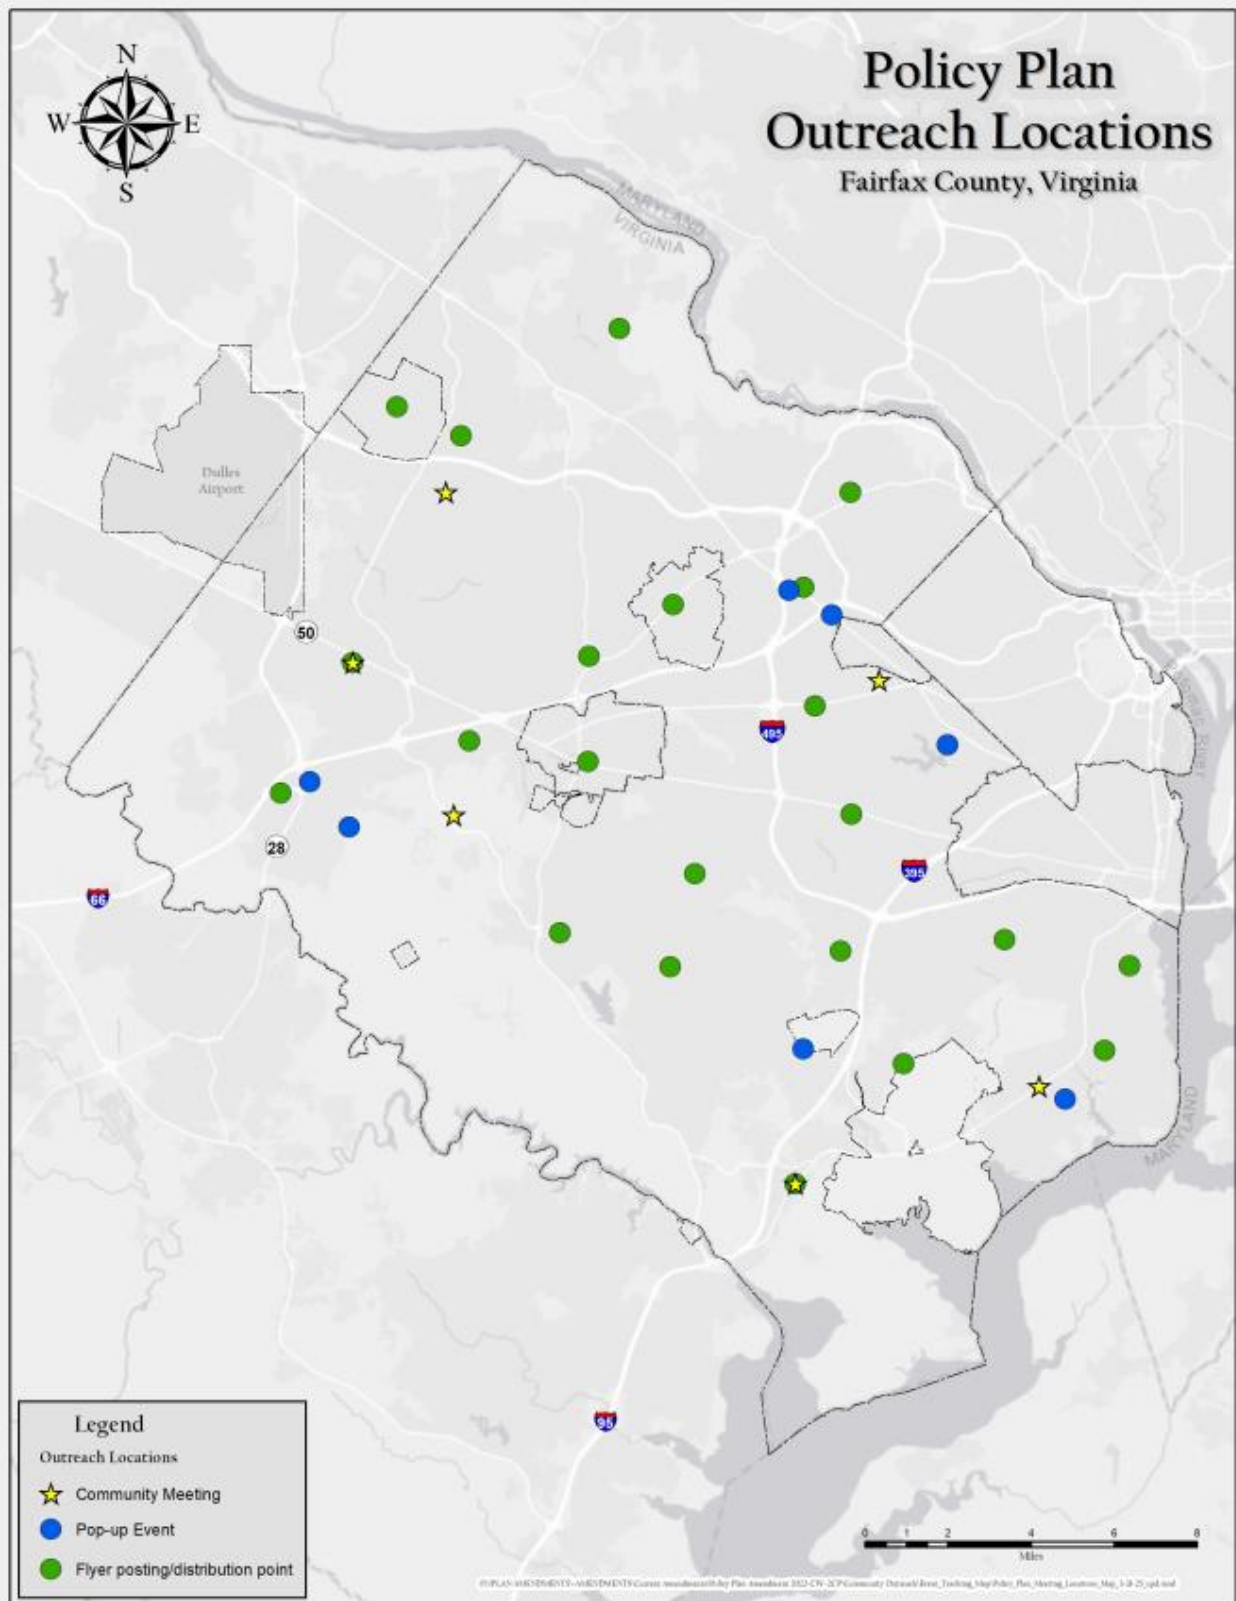 Policy Plan
Outreach Locations
Fairfax County, Virginia
N
W
E
S
MARYLAND
VIRGINIA
Dulles
Airport
50
495
28
66
395
MARYLAND
95
Legend
Outreach Locations
Community Meeting
Pop-up Event
Flyer posting/distribution point
0 1 2 4 6 8
Miles